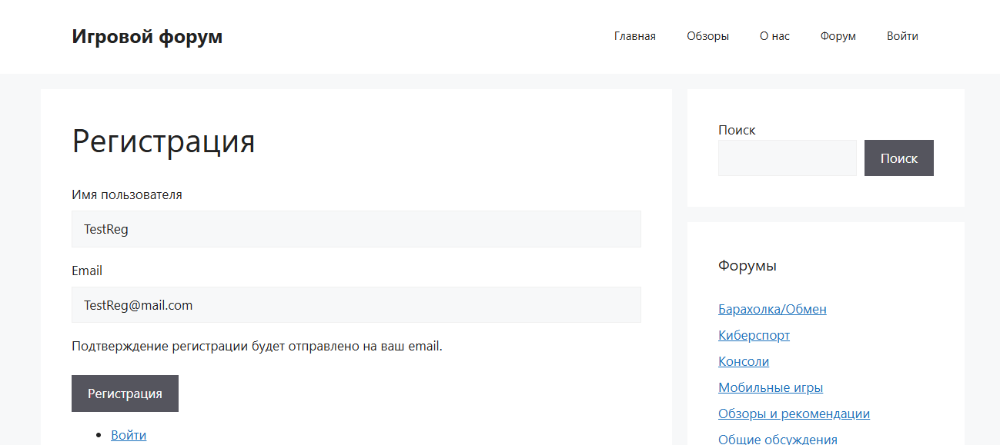 Игровой форум
Главная
Обзоры
О нас
Форум
Войти
Регистрация
Имя пользователя
TestReg
Email
TestReg@mail.com
Подтверждение регистрации будет отправлено на ваш email.
Регистрация
Войти
Поиск
Поиск
Форумы
Барахолка/Обмен
Киберспорт
Консоли
Мобильные игры
Обзоры и рекомендации
Общие обсуждения